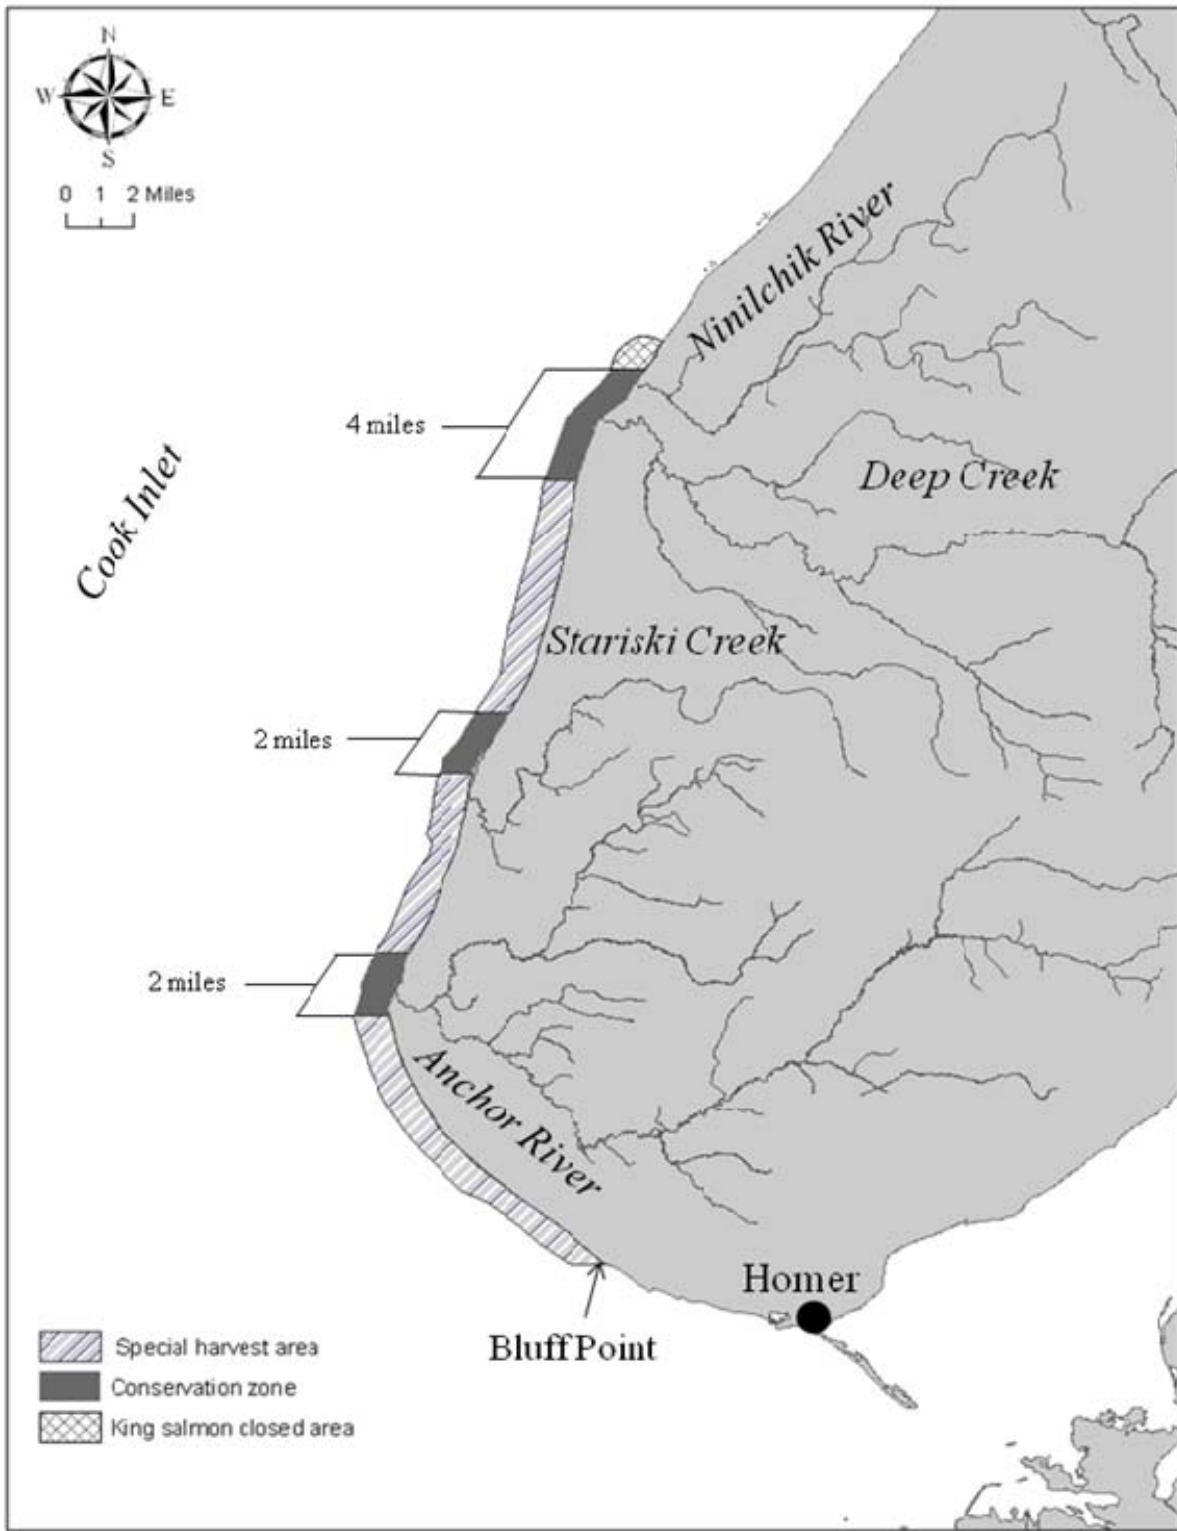 N
W E
S
0 1 2 Miles
Ninilchik River
4 miles
Deep Creek
Cook Inlet
Stariski Creek
2 miles
2 miles
Anchor River
Homer
Bluff Point
Special harvest area
Conservation zone
King salmon closed area